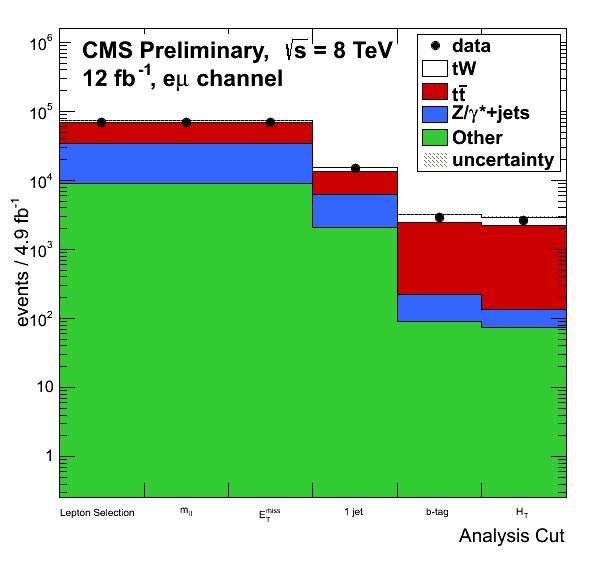 CMS Preliminary, √s = 8 TeV
12 fb⁻¹, eμ channel
data
tW
tt̄
Z/γ*+jets
Other
uncertainty
events / 4.9 fb⁻¹
10⁶
10⁵
10⁴
10³
10²
10
1
Lepton Selection
m_ll
E_T^miss
1 jet
b-tag
H_T
Analysis Cut